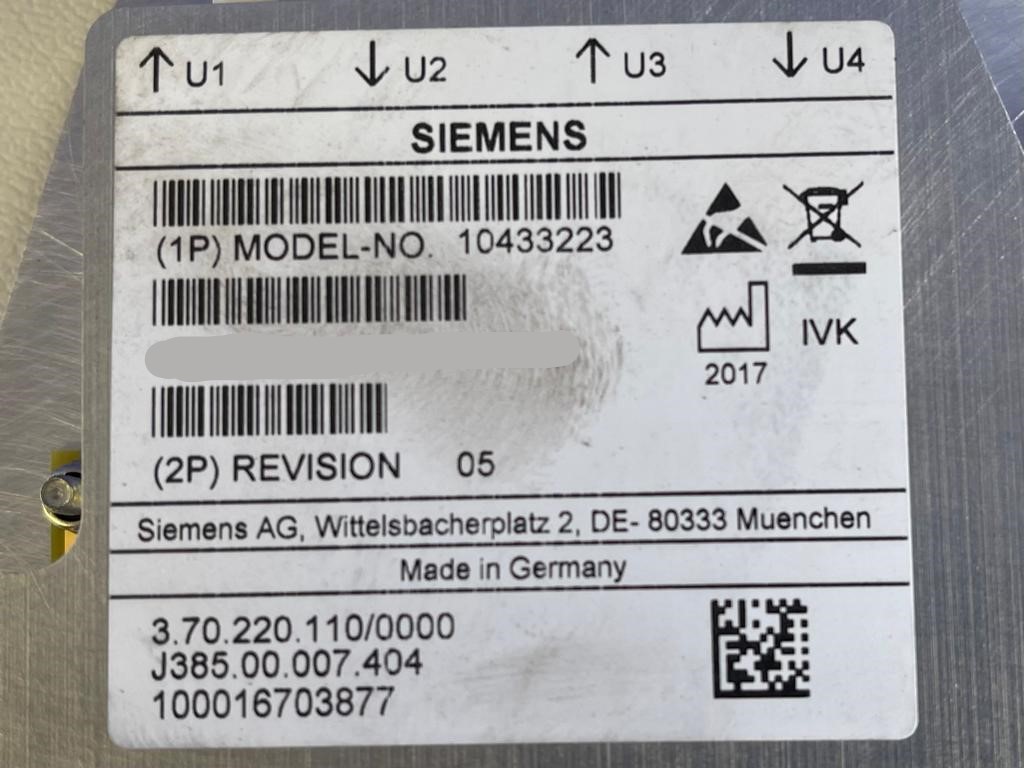 ↑ U1 ↓ U2 ↑ U3 ↓ U4
SIEMENS
(1P) MODEL-NO. 10433223
IVK
2017
(2P) REVISION 05
Siemens AG, Wittelsbacherplatz 2, DE- 80333 Muenchen
Made in Germany
3.70.220.110/0000
J385.00.007.404
100016703877